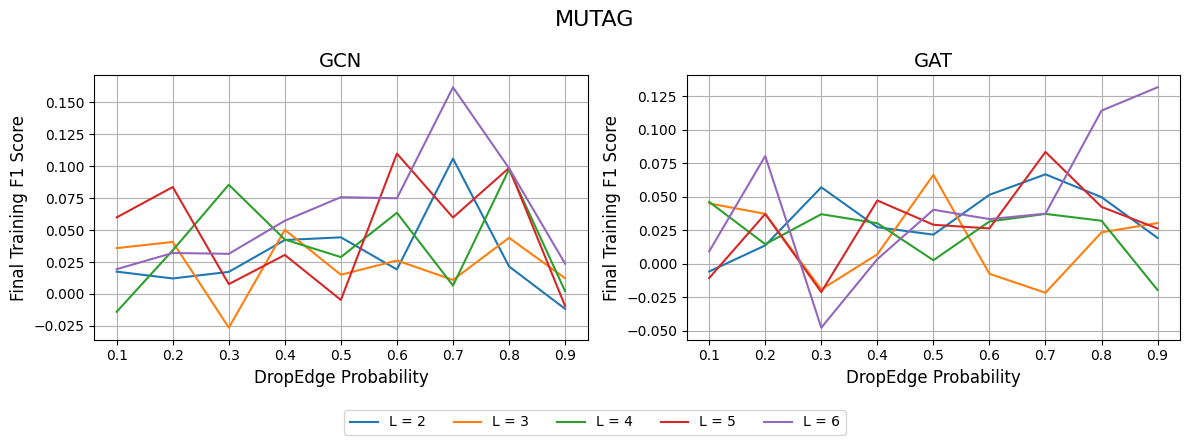 MUTAG
GCN
Final Training F1 Score
0.150
0.125
0.100
0.075
0.050
0.025
0.000
−0.025
0.1 0.2 0.3 0.4 0.5 0.6 0.7 0.8 0.9
DropEdge Probability
GAT
Final Training F1 Score
0.125
0.100
0.075
0.050
0.025
0.000
−0.025
−0.050
0.1 0.2 0.3 0.4 0.5 0.6 0.7 0.8 0.9
DropEdge Probability
L = 2 L = 3 L = 4 L = 5 L = 6